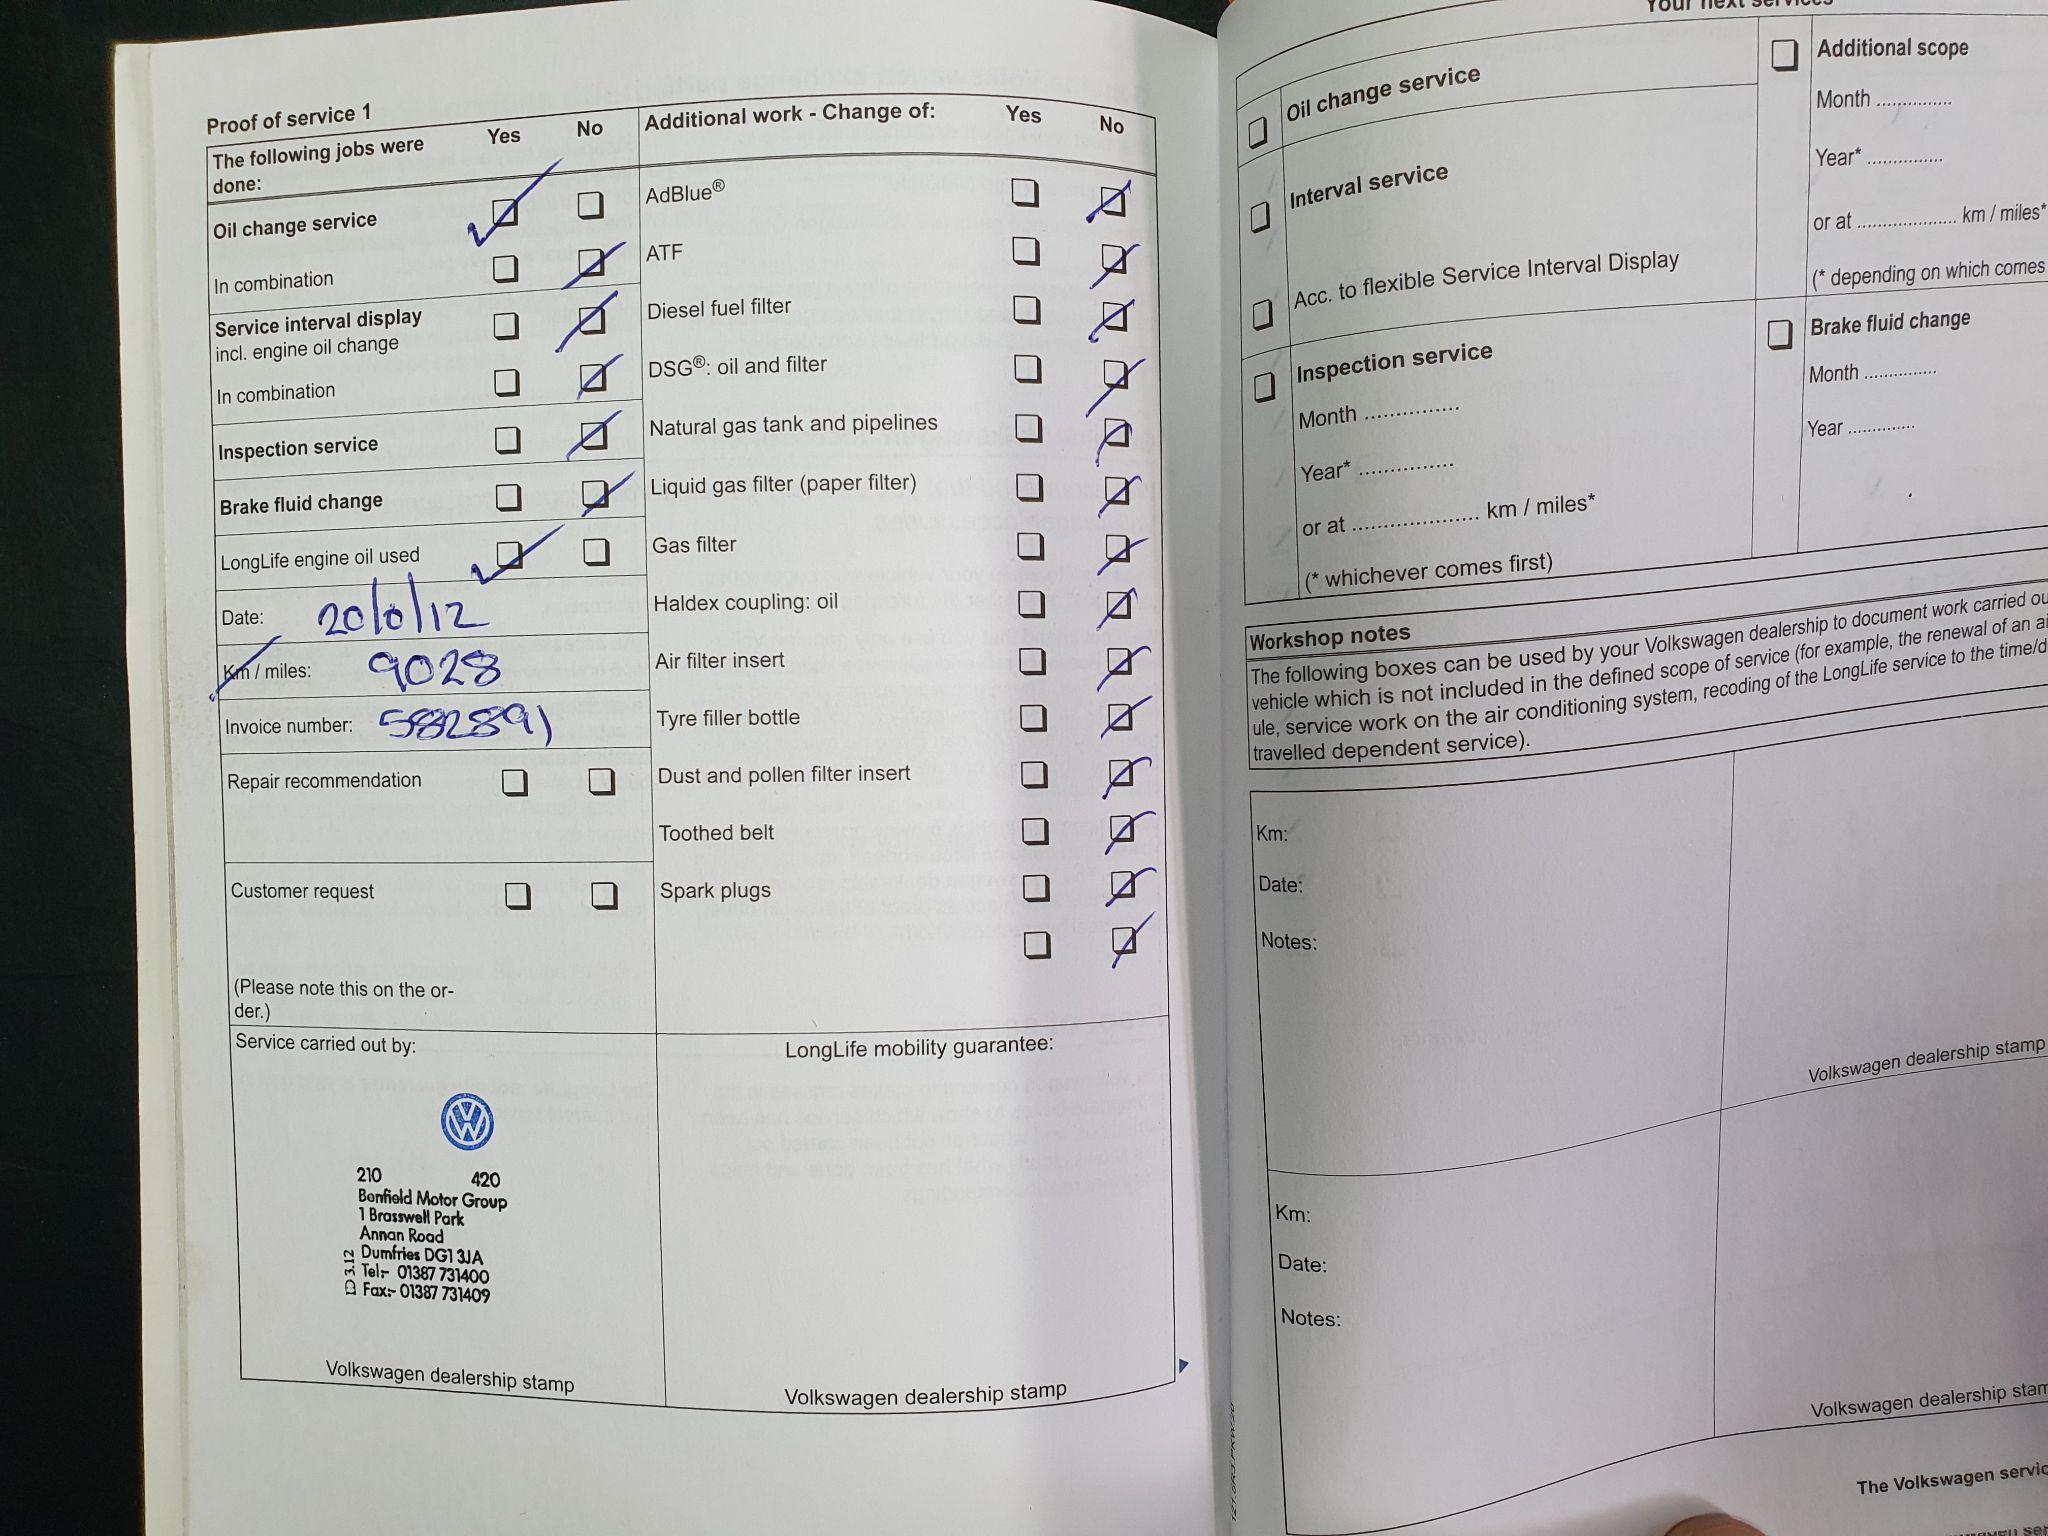 Proof of service 1
The following jobs were done: Yes No
Oil change service
In combination
Service interval display
incl. engine oil change
In combination
Inspection service
Brake fluid change
LongLife engine oil used
Date:
Km / miles: 9028
Invoice number: 582891
Repair recommendation
Customer request
(Please note this on the or-
der.)
Service carried out by:
210 420
Benfield Motor Group
1 Brasswell Park
Annan Road
Dumfries DG1 3JA
Tel:- 01387 731400
Fax:- 01387 731409
Volkswagen dealership stamp
Additional work - Change of: Yes No
AdBlue®
ATF
Diesel fuel filter
DSG®: oil and filter
Natural gas tank and pipelines
Liquid gas filter (paper filter)
Gas filter
Haldex coupling: oil
Air filter insert
Tyre filler bottle
Dust and pollen filter insert
Toothed belt
Spark plugs
LongLife mobility guarantee:
Volkswagen dealership stamp
Your next services
Oil change service
Interval service
Acc. to flexible Service Interval Display
Inspection service
Month ...............
Year* ...............
or at .................... km / miles*
(* whichever comes first)
Additional scope
Month ...............
Year* ...............
or at .................... km / miles*
(* depending on which comes
Brake fluid change
Month ...............
Year ...............
Workshop notes
The following boxes can be used by your Volkswagen dealership to document work carried
vehicle which is not included in the defined scope of service (for example, the renewal of an
ule, service work on the air conditioning system, recoding of the LongLife service to the
travelled dependent service).
Km:
Date:
Notes:
Volkswagen dealership stamp
Km:
Date:
Notes:
Volkswagen dealership
The Volkswagen